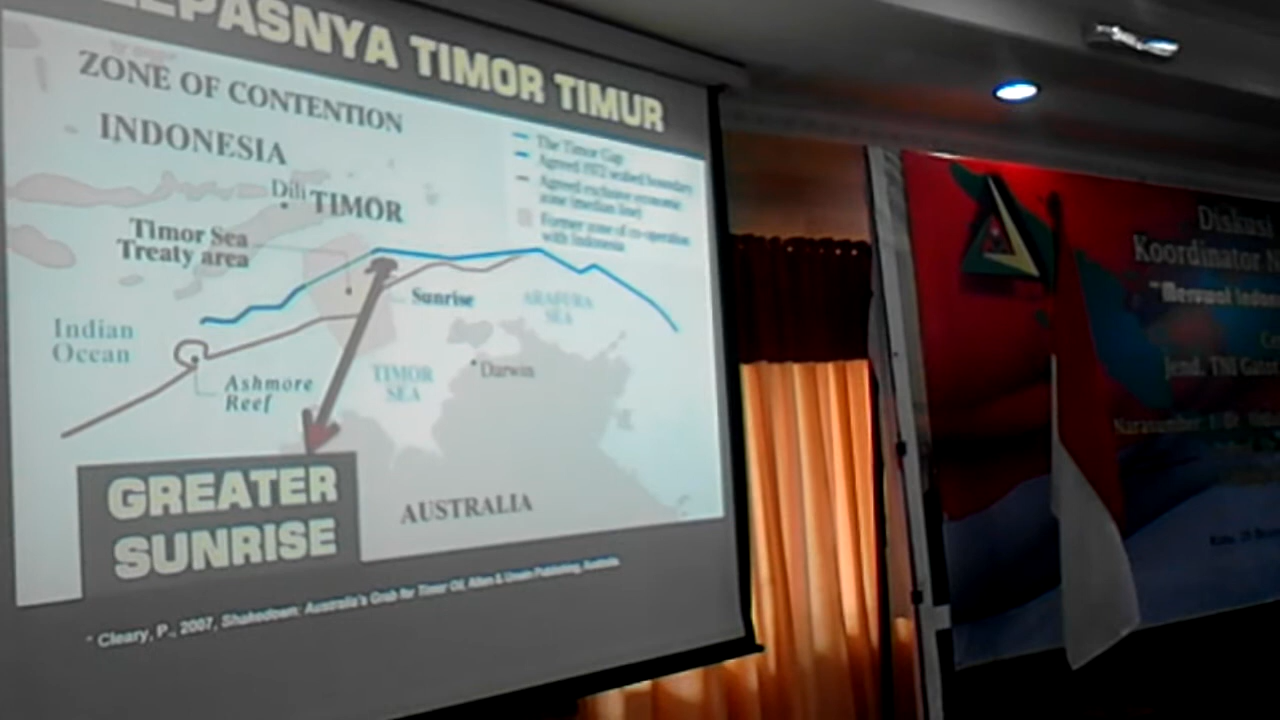 EPASNYA TIMOR TIMUR
ZONE OF CONTENTION
INDONESIA
Dili
TIMOR
The Timor Gap
Agreed 1972 seabed boundary
Agreed exclusive economic
zone (median line)
Former zone of co-operation
with Indonesia
Timor Sea
Treaty area
Sunrise
ARAFURA
SEA
Indian
Ocean
Ashmore
Reef
TIMOR
SEA
Darwin
AUSTRALIA
GREATER
SUNRISE
* Cleary, P., 2007, Shakedown: Australia's Grab for Timor Oil, Allen & Unwin Publishing, Australia.
Diskusi
Koordinator N
Jend. TNI Gatot
Narasumber